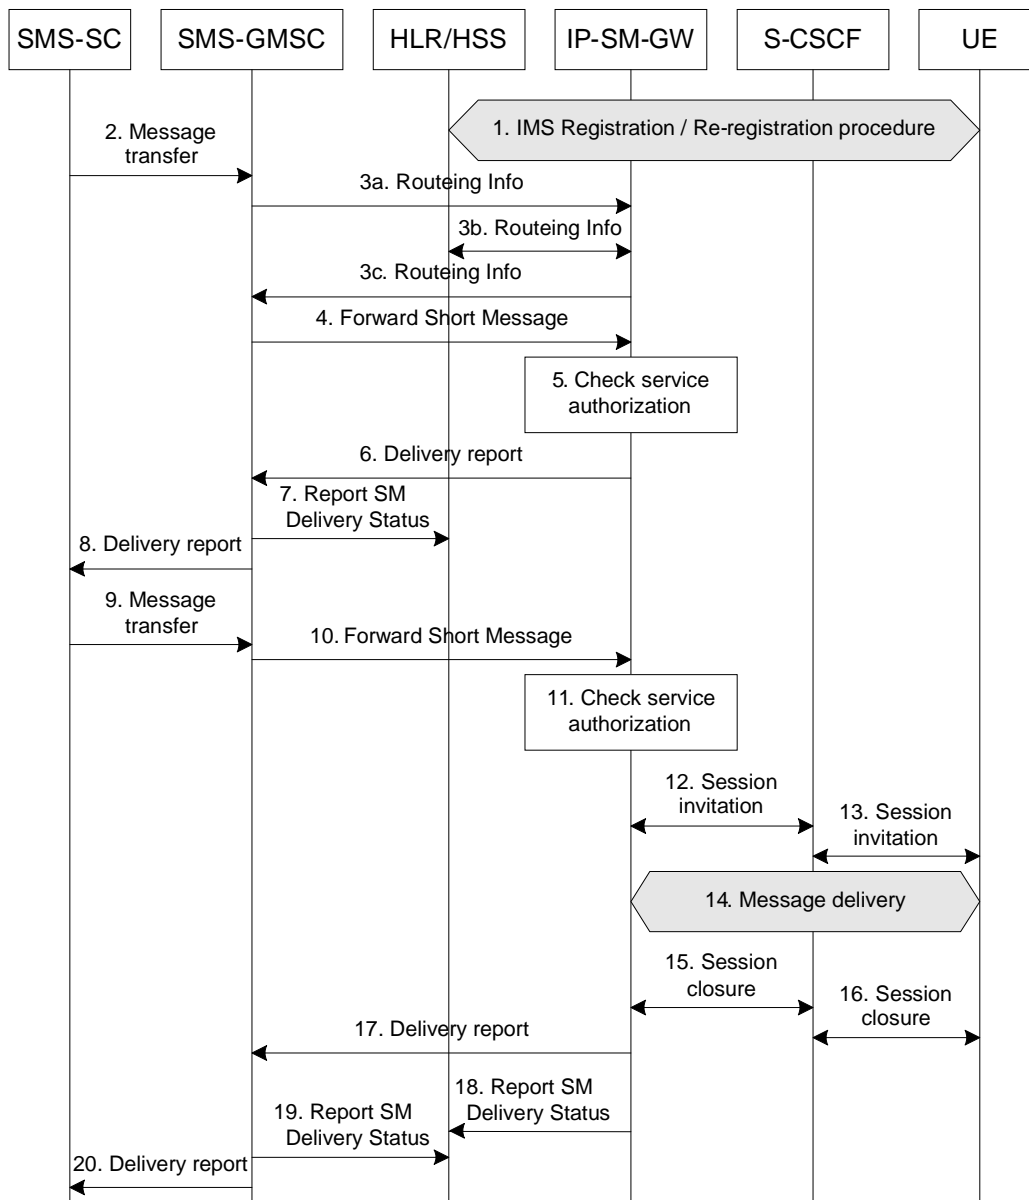 SMS-SC
SMS-GMSC
HLR/HSS
IP-SM-GW
S-CSCF
UE
1. IMS Registration / Re-registration procedure
2. Message
transfer
3a. Routeing Info
3b. Routeing Info
3c. Routeing Info
4. Forward Short Message
5. Check service
authorization
6. Delivery report
7. Report SM
Delivery Status
8. Delivery report
9. Message
transfer
10. Forward Short Message
11. Check service
authorization
12. Session
invitation
13. Session
invitation
14. Message delivery
15. Session
closure
16. Session
closure
17. Delivery report
18. Report SM
Delivery Status
19. Report SM
Delivery Status
20. Delivery report